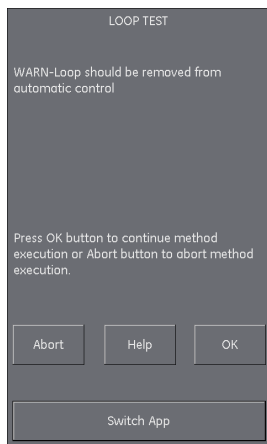 LOOP TEST
WARN-Loop should be removed from
automatic control
Press OK button to continue method
execution or Abort button to abort method
execution.
Abort
Help
OK
Switch App